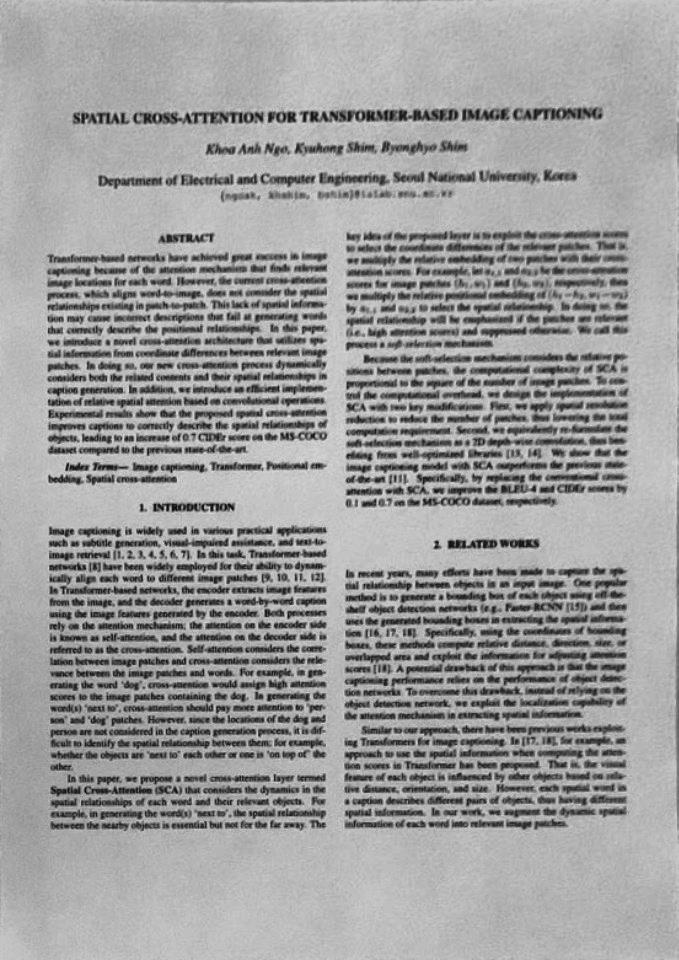 SPATIAL CROSS-ATTENTION FOR TRANSFORMER-BASED IMAGE CAPTIONING
Khoa Anh Ngo, Kyuhong Shim, Byonghyo Shim
Department of Electrical and Computer Engineering, Seoul National University, Korea
ABSTRACT
Transformer-based networks have achieved great success in image
captioning because of the attention mechanism that finds relevant
image locations for each word. However, the current cross-attention
process, which aligns word-to-image, does not consider the spatial
relationships existing in patch-to-patch. This lack of spatial informa-
tion may cause incorrect descriptions that fail at generating words
that correctly describe the positional relationships. In this paper,
we introduce a novel cross-attention architecture that utilizes spa-
tial information from coordinate differences between relevant image
patches. In doing so, our new cross-attention process dynamically
considers both the related contents and their spatial relationships in
caption generation. In addition, we introduce an efficient implemen-
tation of relative spatial attention based on convolutional operations.
Experimental results show that the proposed spatial cross-attention
improves captions to correctly describe the spatial relationships of
objects, leading to an increase of 0.7 CIDEr score on the MS-COCO
dataset compared to the previous state-of-the-art.
Index Terms— Image captioning, Transformer, Positional em-
bedding, Spatial cross-attention
1. INTRODUCTION
Image captioning is widely used in various practical applications
such as subtitle generation, visual-impaired assistance, and text-to-
image retrieval [1, 2, 3, 4, 5, 6, 7]. In this task, Transformer-based
networks [8] have been widely employed for their ability to dynam-
ically align each word to different image patches [9, 10, 11, 12].
In Transformer-based networks, the encoder extracts image features
from the image, and the decoder generates a word-by-word caption
using the image features generated by the encoder. Both processes
rely on the attention mechanism; the attention on the encoder side
is known as self-attention, and the attention on the decoder side is
referred to as the cross-attention. Self-attention considers the corre-
lation between image patches and cross-attention considers the rele-
vance between the image patches and words. For example, in gen-
erating the word 'dog', cross-attention would assign high attention
scores to the image patches containing the dog. In generating the
word(s) 'next to', cross-attention should pay more attention to 'per-
son' and 'dog' patches. However, since the locations of the dog and
person are not considered in the caption generation process, it is dif-
ficult to identify the spatial relationship between them; for example,
whether the objects are 'next to' each other or one is 'on top of' the
other.
In this paper, we propose a novel cross-attention layer termed
Spatial Cross-Attention (SCA) that considers the dynamics in the
spatial relationships of each word and their relevant objects. For
example, in generating the word(s) 'next to', the spatial relationship
between the nearby objects is essential but not for the far away. The
key idea of the proposed layer is to exploit the cross-attention scores
to select the coordinate differences of the relevant patches. That is,
we multiply the relative embedding of two patches with their cross-
attention scores. For example, let and be the cross-attention
scores for image patches and respectively, then
we multiply the relative positional embedding of
by and to select the spatial relationship. In doing so, the
spatial relationship will be emphasized if the patches are relevant
(i.e., high attention scores) and suppressed otherwise. We call this
process a soft-selection mechanism.
Because the soft-selection mechanism considers the relative po-
sitions between patches, the computational complexity of SCA is
proportional to the square of the number of image patches. To con-
trol the computational overhead, we design the implementation of
SCA with two key modifications. First, we apply spatial resolution
reduction to reduce the number of patches, thus lowering the total
computation requirement. Second, we equivalently re-formulate the
soft-selection mechanism as a 2D depth-wise convolution, thus ben-
efiting from well-optimized libraries [13, 14]. We show that the
image captioning model with SCA outperforms the previous state-
of-the-art [11]. Specifically, by replacing the conventional cross-
attention with SCA, we improve the BLEU-4 and CIDEr scores by
0.1 and 0.7 on the MS-COCO dataset, respectively.
2. RELATED WORKS
In recent years, many efforts have been made to capture the spa-
tial relationship between objects in an input image. One popular
method is to generate a bounding box of each object using off-the-
shelf object detection networks (e.g., Faster-RCNN [15]) and then
uses the generated bounding boxes in extracting the spatial informa-
tion [16, 17, 18]. Specifically, using the coordinates of bounding
boxes, these methods compute relative distance, direction, size, or
overlapped area and exploit the information for adjusting attention
scores [18]. A potential drawback of this approach is that the image
captioning performance relies on the performance of object detec-
tion networks. To overcome this drawback, instead of relying on the
object detection network, we exploit the localization capability of
the attention mechanism in extracting spatial information.
Similar to our approach, there have been previous works exploit-
ing Transformers for image captioning. In [17, 18], for example, an
approach to use the spatial information when computing the atten-
tion scores in Transformer has been proposed. That is, the visual
feature of each object is influenced by other objects based on rela-
tive distance, orientation, and size. However, each spatial word in
a caption describes different pairs of objects, thus having different
spatial information. In our work, we augment the dynamic spatial
information of each word into relevant image patches.